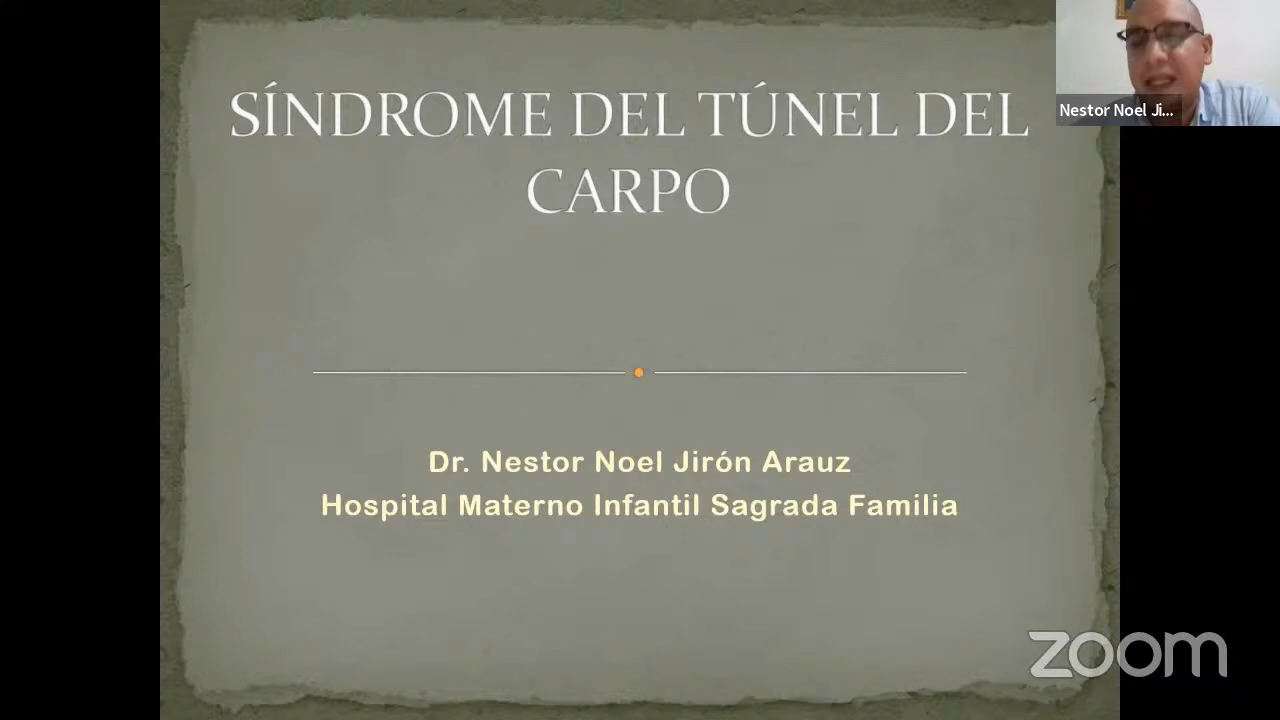 SÍNDROME DEL TÚNEL DEL
CARPO
Nestor Noel Ji...
Dr. Nestor Noel Jirón Arauz
Hospital Materno Infantil Sagrada Familia
zoom